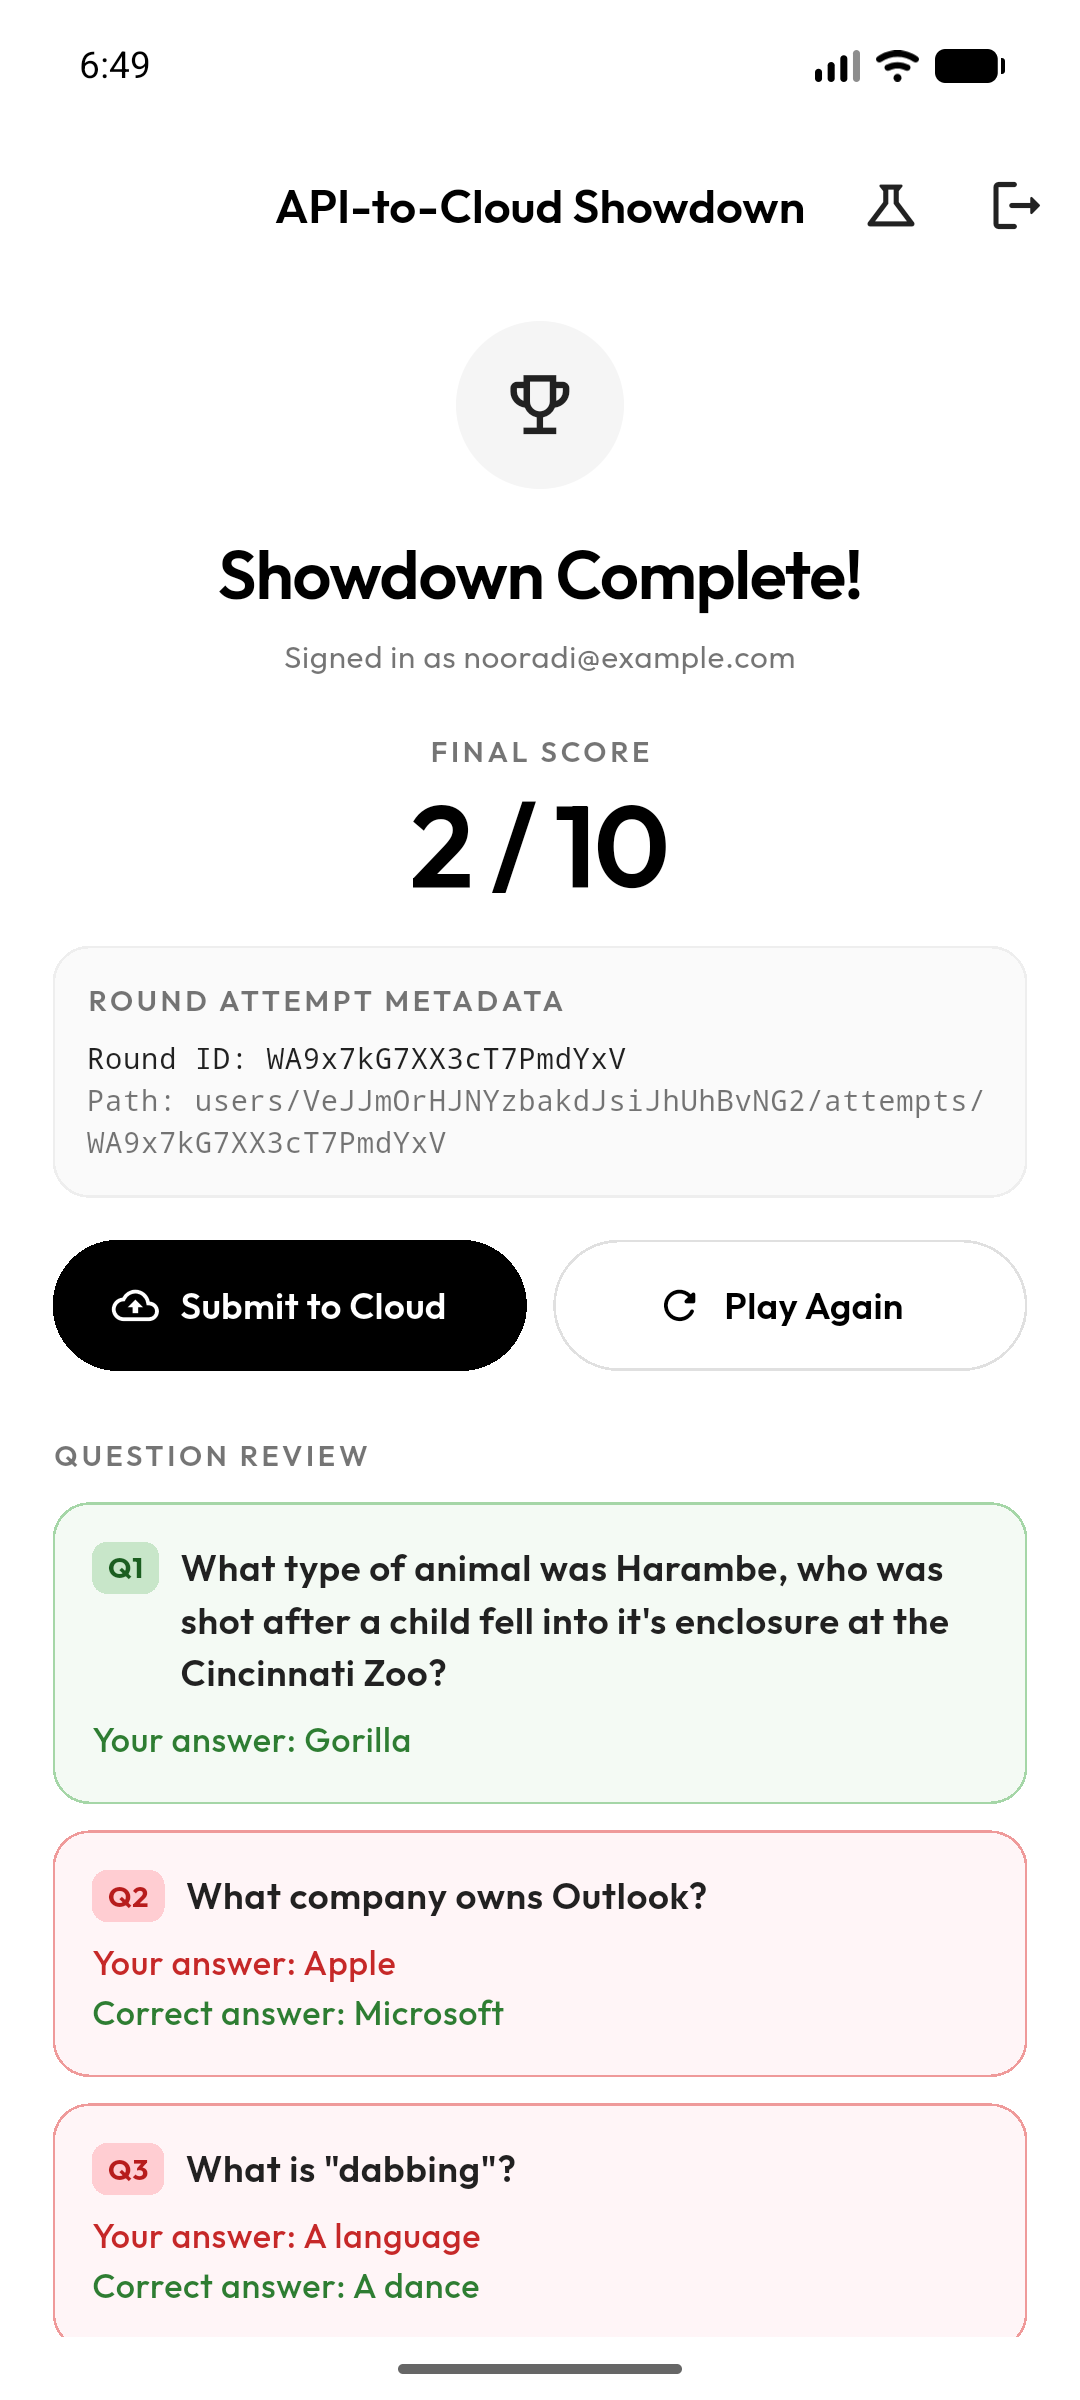 6:49
API-to-Cloud Showdown
Showdown Complete!
Signed in as nooradi@example.com
FINAL SCORE
2 / 10
ROUND ATTEMPT METADATA
Round ID: WA9x7kG7XX3cT7PmdYxV
Path: users/VeJJmOrHJNYzbakdJsiJhUhBvNG2/attempts/
WA9x7kG7XX3cT7PmdYxV
Submit to Cloud
Play Again
QUESTION REVIEW
Q1 What type of animal was Harambe, who was
shot after a child fell into it's enclosure at the
Cincinnati Zoo?
Your answer: Gorilla
Q2 What company owns Outlook?
Your answer: Apple
Correct answer: Microsoft
Q3 What is "dabbing"?
Your answer: A language
Correct answer: A dance